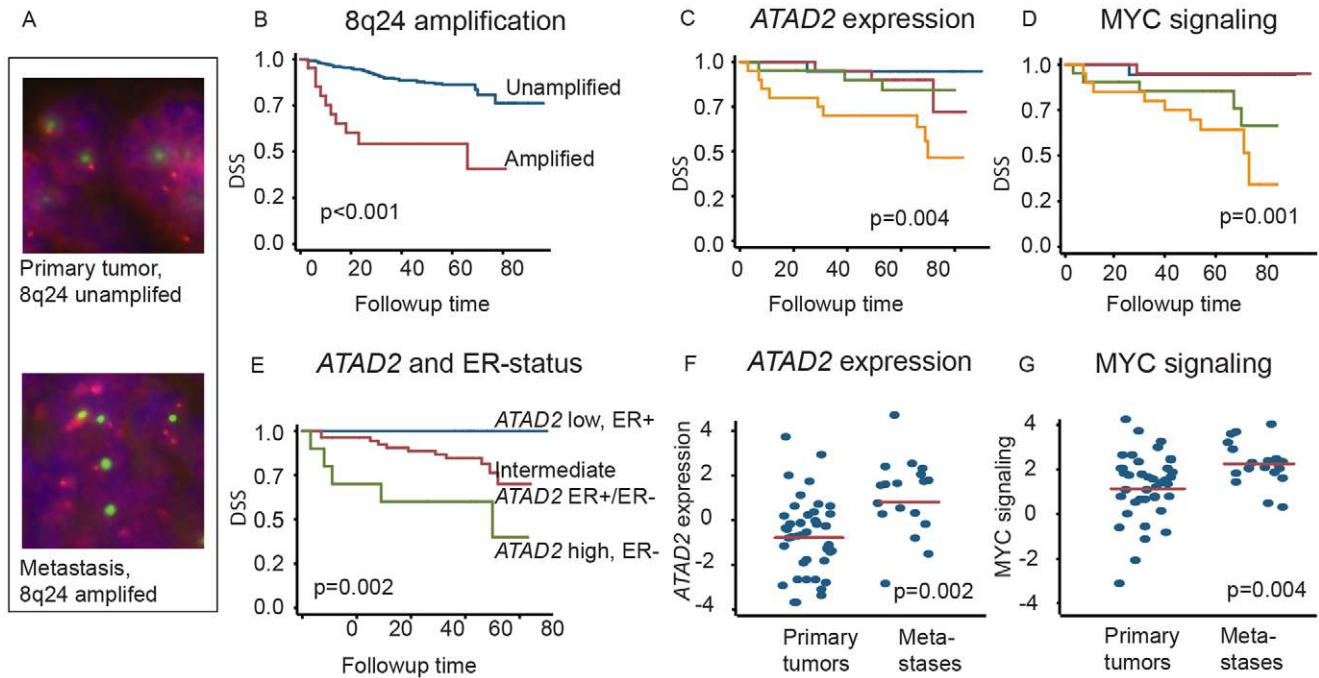 A
Primary tumor,
8q24 unamplifed
Metastasis,
8q24 amplifed
B
8q24 amplification
1.0
0.7
0.5
0.2
0.0
DSS
Unamplified
Amplified
p<0.001
0 20 40 60 80
Followup time
C
ATAD2 expression
1.0
0.7
0.5
0.2
0.0
DSS
p=0.004
0 20 40 60 80
Followup time
D
MYC signaling
1.0
0.7
0.5
0.2
0.0
DSS
p=0.001
0 20 40 60 80
Followup time
E
ATAD2 and ER-status
1.0
0.7
0.5
0.2
0.0
DSS
ATAD2 low, ER+
Intermediate
ATAD2 ER+/ER-
ATAD2 high, ER-
p=0.002
0 20 40 60 80
Followup time
F
ATAD2 expression
4
2
0
-2
-4
ATAD2 expression
p=0.002
Primary
tumors
Meta-
stases
G
MYC signaling
4
2
0
-2
-4
MYC signaling
p=0.004
Primary
tumors
Meta-
stases